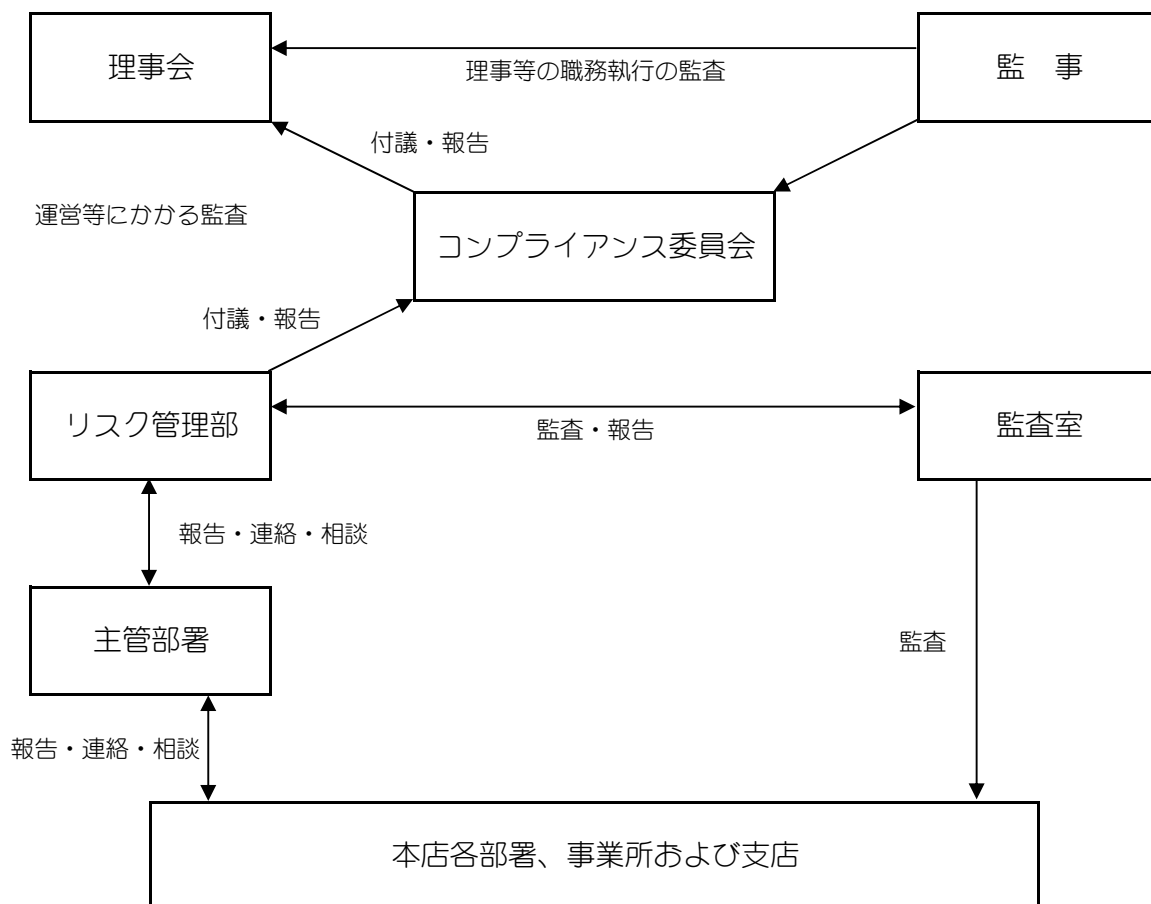 理事会
理事等の職務執行の監査
監　事
付議・報告
運営等にかかる監査
コンプライアンス委員会
付議・報告
リスク管理部
監査・報告
監査室
報告・連絡・相談
主管部署
監査
報告・連絡・相談
本店各部署、事業所および支店